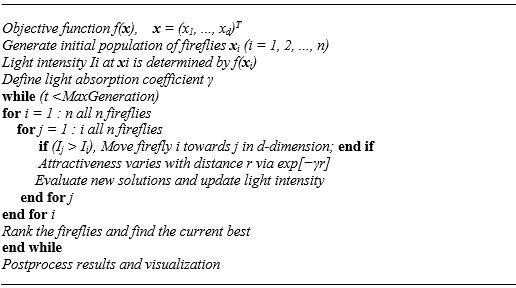 Objective function f(x), x = (x1, ..., xd)T
Generate initial population of fireflies xi (i = 1, 2, ..., n)
Light intensity Ii at xi is determined by f(xi)
Define light absorption coefficient γ
while (t <MaxGeneration)
for i = 1 : n all n fireflies
for j = 1 : i all n fireflies
if (Ij > Ii), Move firefly i towards j in d-dimension; end if
Attractiveness varies with distance r via exp[−γr]
Evaluate new solutions and update light intensity
end for j
end for i
Rank the fireflies and find the current best
end while
Postprocess results and visualization